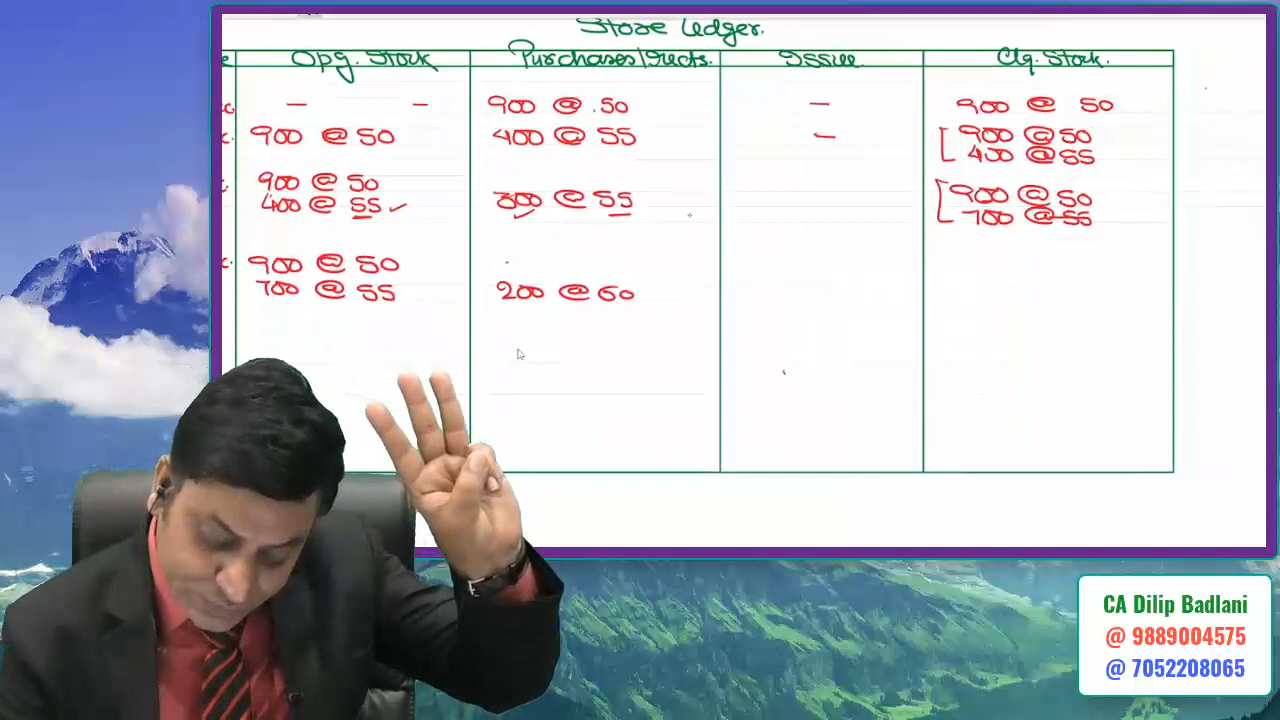 Store Ledger.
Opg. Stock Purchases/Rects. Issue Clg. Stock.
— — 900 @ 50 — 900 @ 50
900 @ 50 400 @ 55 — 900 @ 50
400 @ 55
900 @ 50
400 @ 55 300 @ 55 900 @ 50
700 @ 55
900 @ 50
700 @ 55 200 @ 60
CA Dilip Badlani
@ 9889004575
@ 7052208065